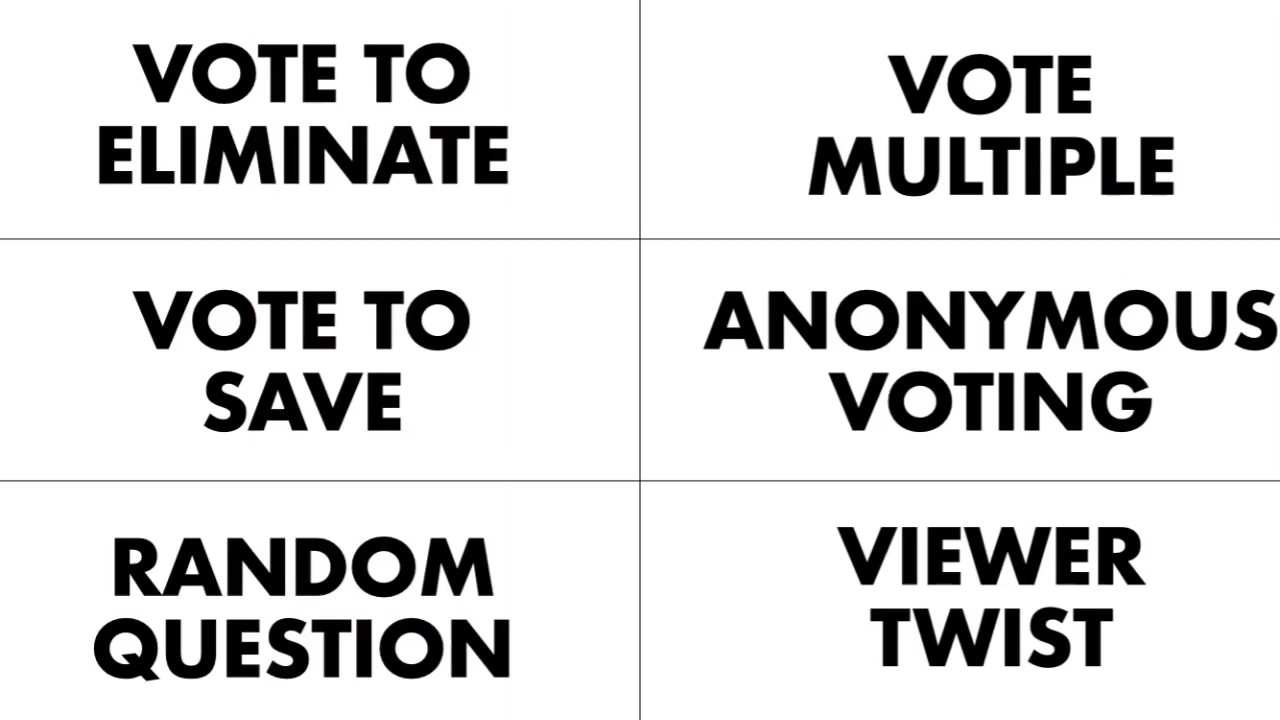 VOTE TO
ELIMINATE
VOTE
MULTIPLE
VOTE TO
SAVE
ANONYMOUS
VOTING
RANDOM
QUESTION
VIEWER
TWIST